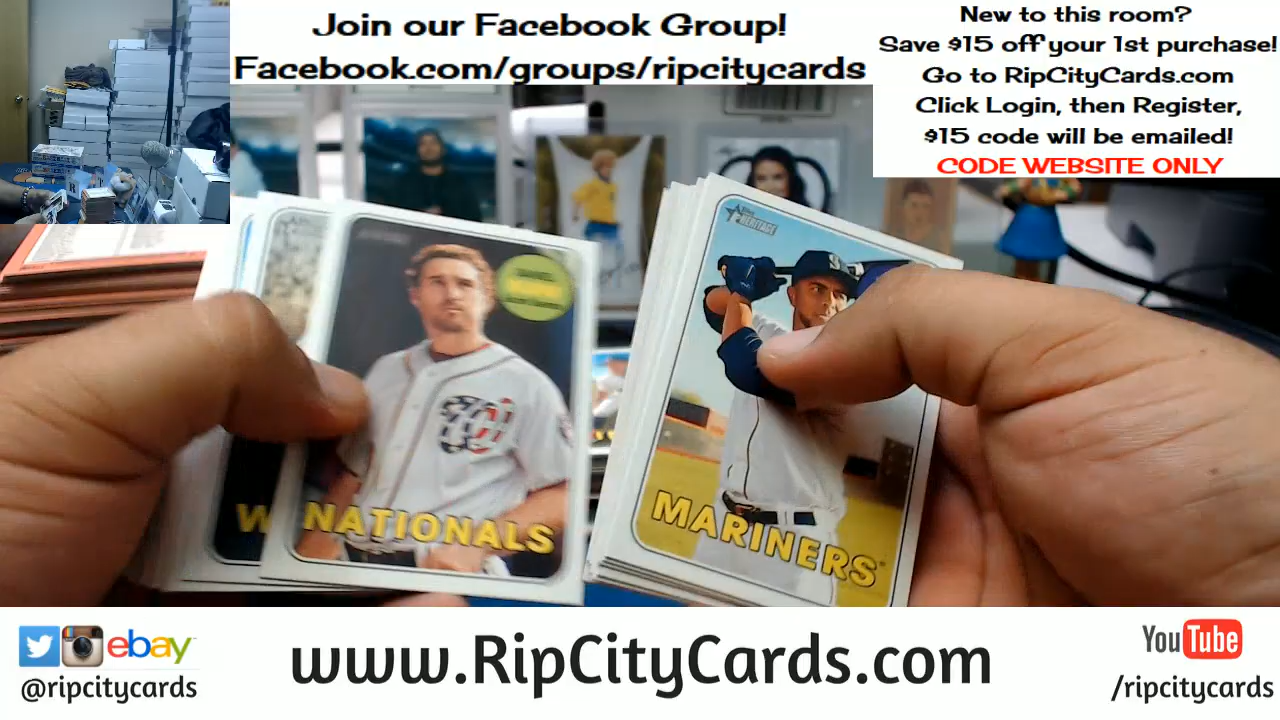 Join our Facebook Group!
Facebook.com/groups/ripcitycards
New to this room?
Save $15 off your 1st purchase!
Go to RipCityCards.com
Click Login, then Register,
$15 code will be emailed!
CODE WEBSITE ONLY
HERITAGE
NATIONALS
W
MARINERS
ebay
@ripcitycards
www.RipCityCards.com
YouTube
/ripcitycards